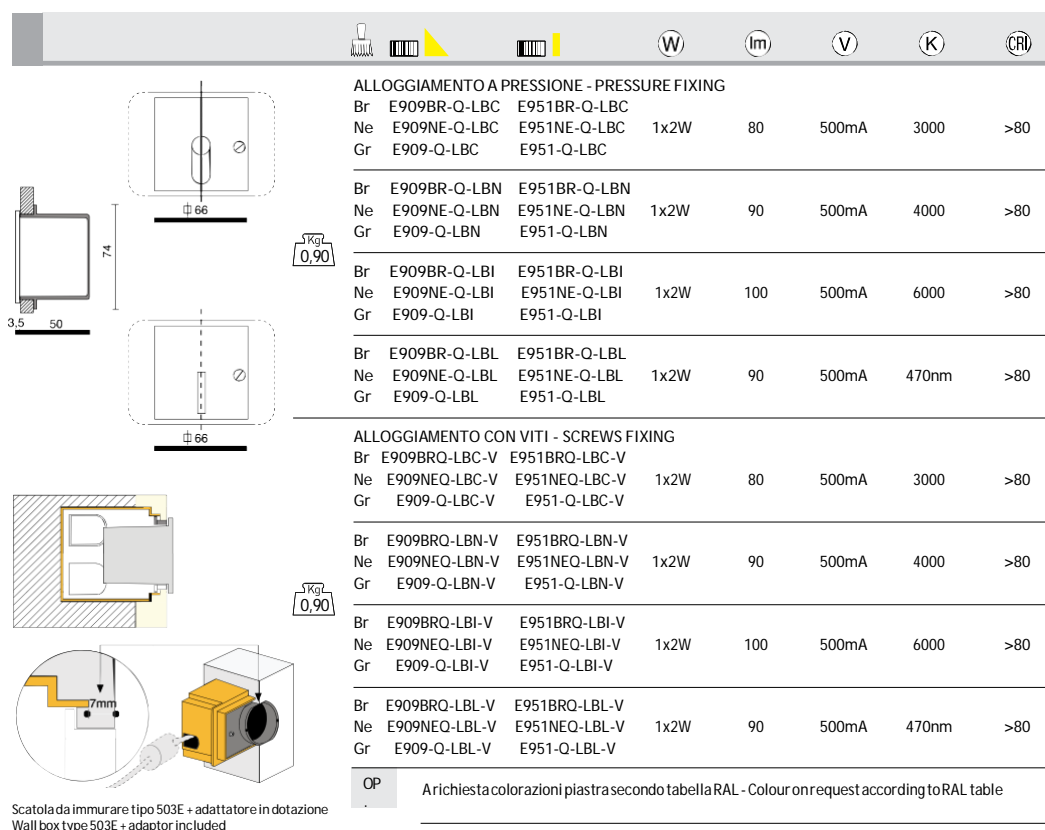 W lm V K CRI
ALLOGGIAMENTO A PRESSIONE - PRESSURE FIXING
Br E909BR-Q-LBC E951BR-Q-LBC
Ne E909NE-Q-LBC E951NE-Q-LBC 1x2W 80 500mA 3000 >80
Gr E909-Q-LBC E951-Q-LBC
Br E909BR-Q-LBN E951BR-Q-LBN
Ne E909NE-Q-LBN E951NE-Q-LBN 1x2W 90 500mA 4000 >80
Gr E909-Q-LBN E951-Q-LBN
Br E909BR-Q-LBI E951BR-Q-LBI
Ne E909NE-Q-LBI E951NE-Q-LBI 1x2W 100 500mA 6000 >80
Gr E909-Q-LBI E951-Q-LBI
Br E909BR-Q-LBL E951BR-Q-LBL
Ne E909NE-Q-LBL E951NE-Q-LBL 1x2W 90 500mA 470nm >80
Gr E909-Q-LBL E951-Q-LBL
66
74
3,5 50
Kg
0,90
66
ALLOGGIAMENTO CON VITI - SCREWS FIXING
Br E909BRQ-LBC-V E951BRQ-LBC-V
Ne E909NEQ-LBC-V E951NEQ-LBC-V 1x2W 80 500mA 3000 >80
Gr E909-Q-LBC-V E951-Q-LBC-V
Br E909BRQ-LBN-V E951BRQ-LBN-V
Ne E909NEQ-LBN-V E951NEQ-LBN-V 1x2W 90 500mA 4000 >80
Gr E909-Q-LBN-V E951-Q-LBN-V
Br E909BRQ-LBI-V E951BRQ-LBI-V
Ne E909NEQ-LBI-V E951NEQ-LBI-V 1x2W 100 500mA 6000 >80
Gr E909-Q-LBI-V E951-Q-LBI-V
Br E909BRQ-LBL-V E951BRQ-LBL-V
Ne E909NEQ-LBL-V E951NEQ-LBL-V 1x2W 90 500mA 470nm >80
Gr E909-Q-LBL-V E951-Q-LBL-V
Kg
0,90
7mm
OP
A richiesta colorazioni piastra secondo tabella RAL - Colour on request according to RAL table
Scatola da immurare tipo 503E + adattatore in dotazione
Wall box type 503E + adaptor included